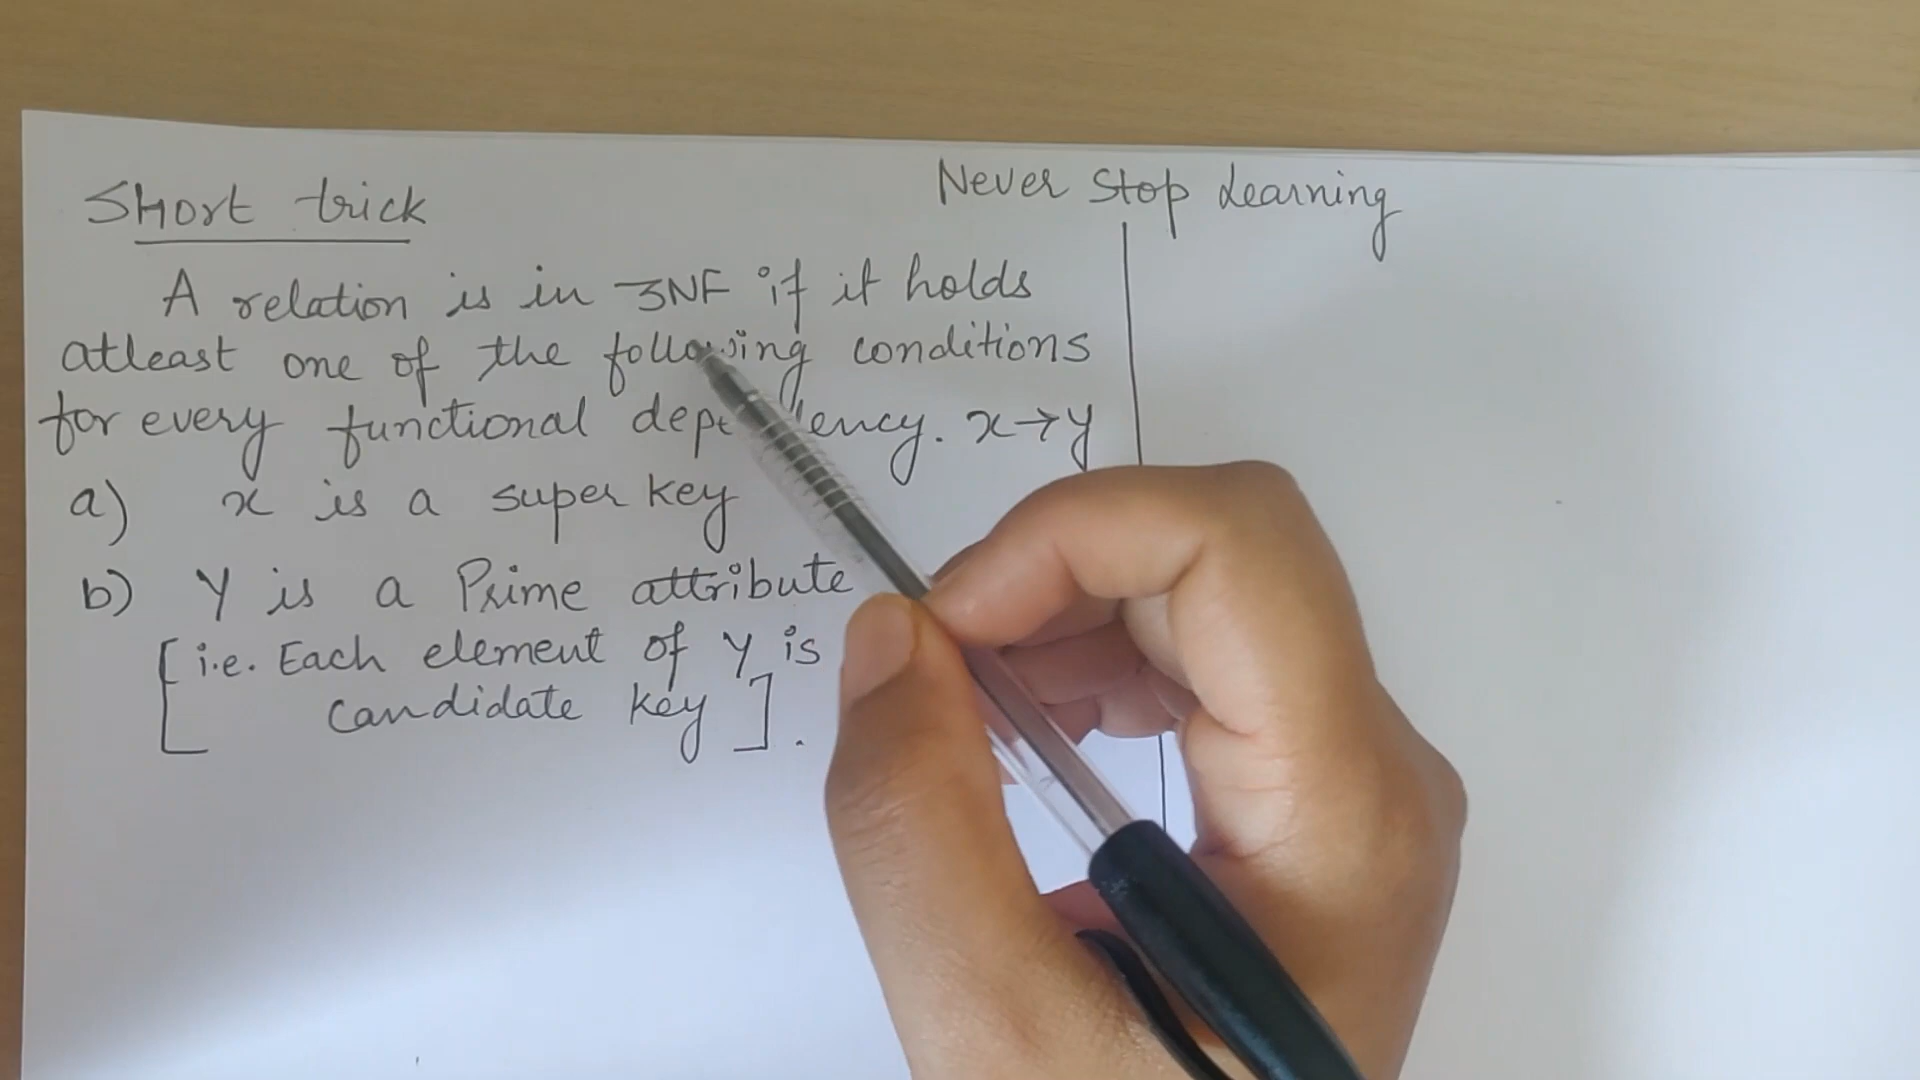 Never Stop Learning
Short trick
A relation is in 3NF if it holds
atleast one of the following conditions
for every functional dependency. x→y
a) x is a super key
b) Y is a Prime attribute
[i.e. Each element of Y is
candidate key].